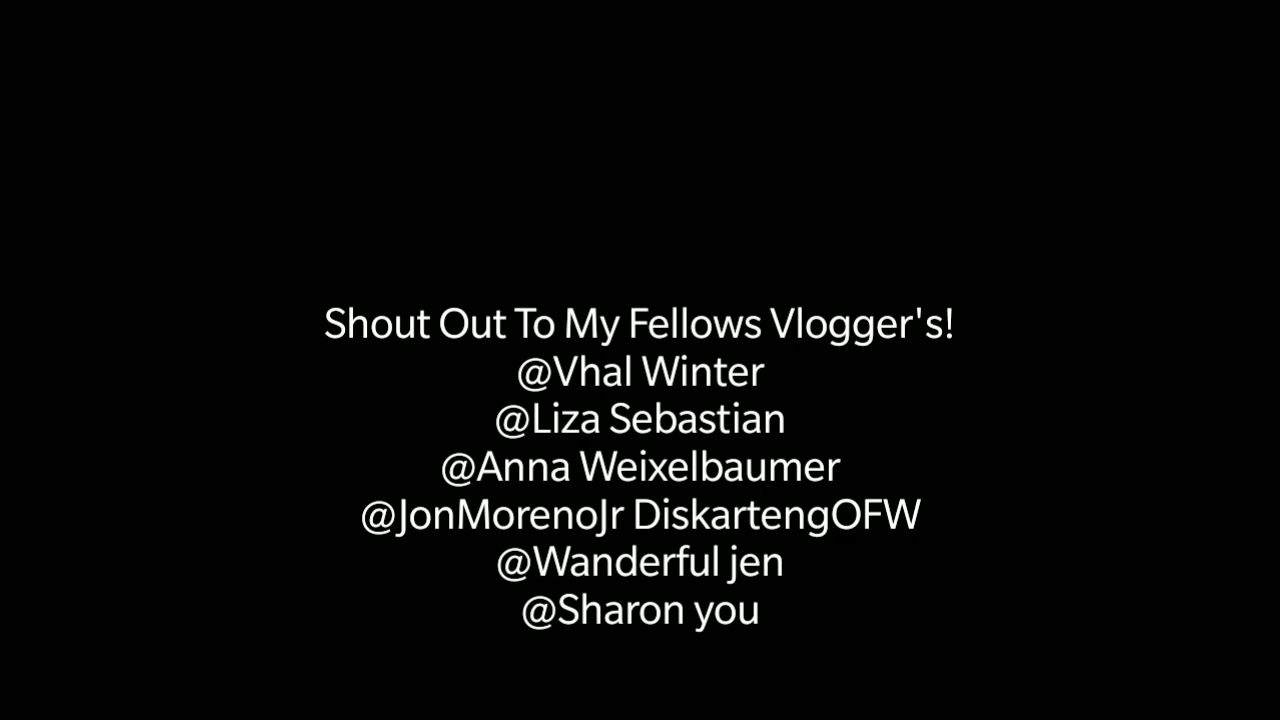 Shout Out To My Fellows Vlogger's!
@Vhal Winter
@Liza Sebastian
@Anna Weixelbaumer
@JonMorenoJr DiskartengOFW
@Wanderful jen
@Sharon you